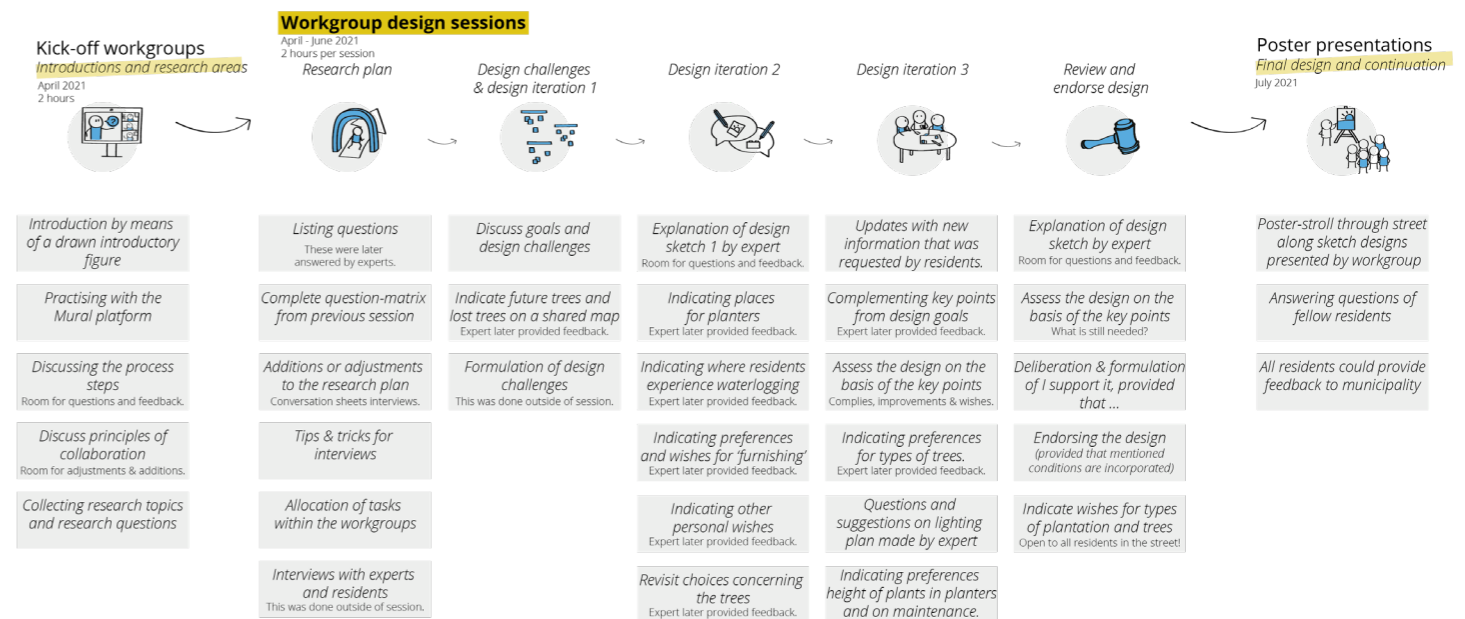 Kick-off workgroups
Introductions and research areas
April 2021
2 hours
Workgroup design sessions
April - June 2021
2 hours per session
Research plan
Design challenges
& design iteration 1
Design iteration 2
Design iteration 3
Review and
endorse design
Poster presentations
Final design and continuation
July 2021
Introduction by means
of a drawn introductory
figure
Practising with the
Mural platform
Discussing the process
steps
Room for questions and feedback.
Discuss principles of
collaboration
Room for adjustments & additions.
Collecting research topics
and research questions
Listing questions
These were later
answered by experts.
Complete question-matrix
from previous session
Additions or adjustments
to the research plan
Conversation sheets interviews.
Tips & tricks for
interviews
Allocation of tasks
within the workgroups
Interviews with experts
and residents
This was done outside of session.
Discuss goals and
design challenges
Indicate future trees and
lost trees on a shared map
Expert later provided feedback.
Formulation of design
challenges
This was done outside of session.
Explanation of design
sketch 1 by expert
Room for questions and feedback.
Indicating places
for planters
Expert later provided feedback.
Indicating where residents
experience waterlogging
Expert later provided feedback.
Indicating preferences
and wishes for ‘furnishing’
Expert later provided feedback.
Indicating other
personal wishes
Expert later provided feedback.
Revisit choices concerning
the trees
Expert later provided feedback.
Updates with new
information that was
requested by residents.
Complementing key points
from design goals
Expert later provided feedback.
Assess the design on the
basis of the key points
Complies, improvements & wishes.
Indicating preferences
for types of trees.
Expert later provided feedback.
Questions and
suggestions on lighting
plan made by expert
Indicating preferences
height of plants in planters
and on maintenance.
Explanation of design
sketch by expert
Room for questions and feedback.
Assess the design on the
basis of the key points
What is still needed?
Deliberation & formulation
of I support it, provided
that ...
Endorsing the design
(provided that mentioned
conditions are incorporated)
Indicate wishes for types
of plantation and trees
Open to all residents in the street!
Poster-stroll through street
along sketch designs
presented by workgroup
Answering questions of
fellow residents
All residents could provide
feedback to municipality